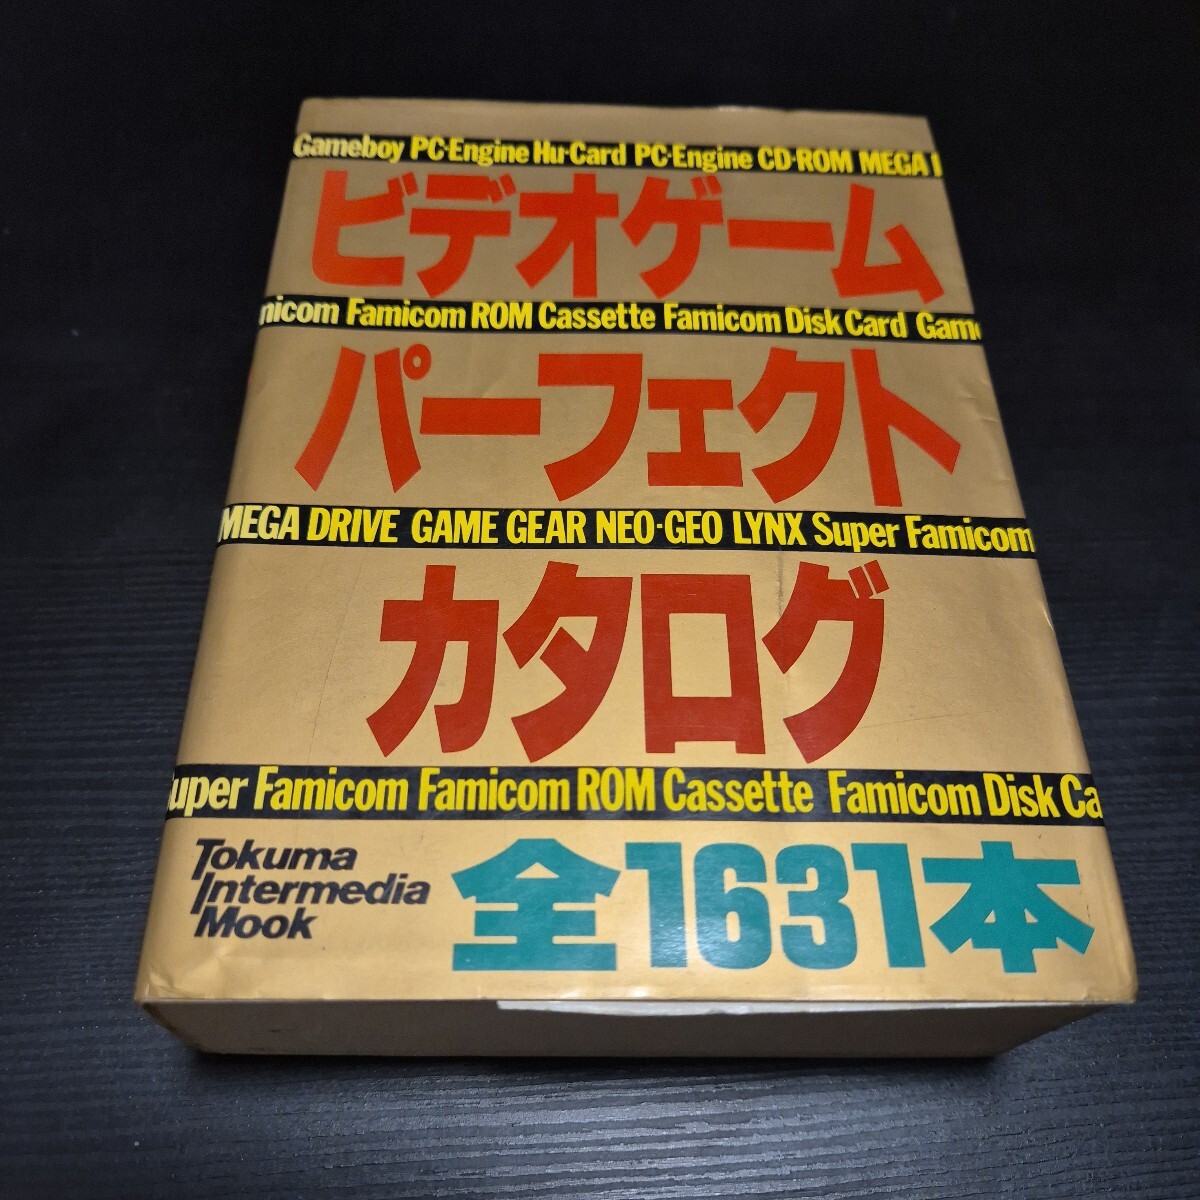 Gameboy PC-Engine Hu-Card PC-Engine CD-ROM MEGA
ビデオゲーム
micom Famicom ROM Cassette Famicom Disk Card Game
パーフェクト
MEGA DRIVE GAME GEAR NEO-GEO LYNX Super Famicom
カタログ
Super Famicom Famicom ROM Cassette Famicom Disk Ca
Tokuma
Intermedia
Mook
全1631本